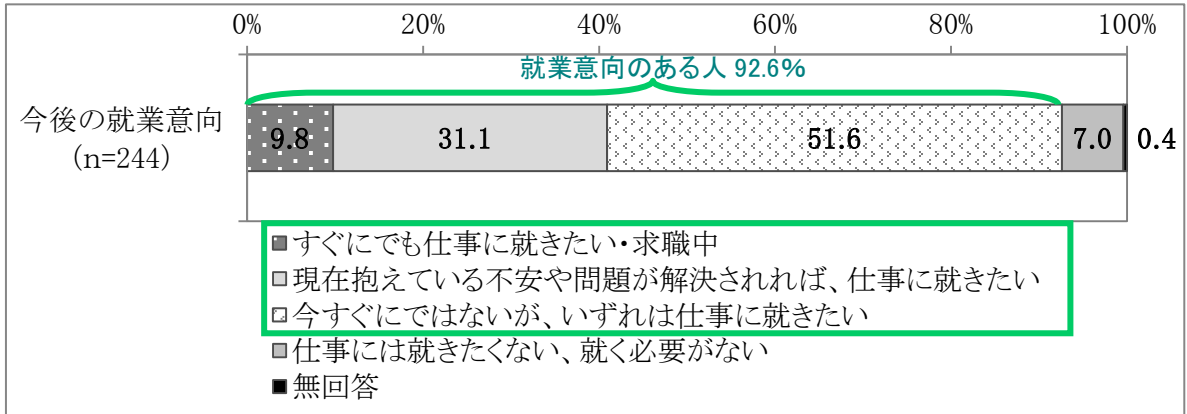 0% 20% 40% 60% 80% 100%
就業意向のある人 92.6%
今後の就業意向
(n=244)
9.8 31.1 51.6 7.0 0.4
すぐにでも仕事に就きたい・求職中
現在抱えている不安や問題が解決されれば、仕事に就きたい
今すぐにではないが、いずれは仕事に就きたい
仕事には就きたくない、就く必要がない
無回答